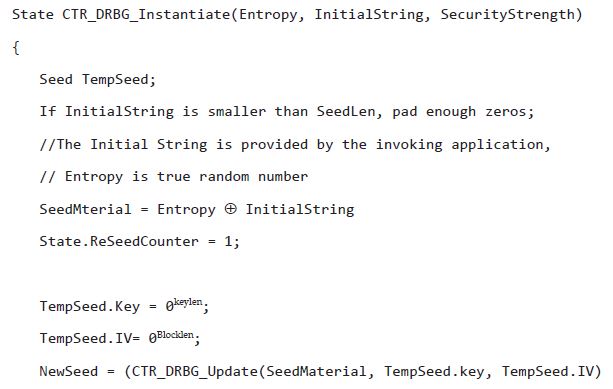 State CTR_DRBG_Instantiate(Entropy, InitialString, SecurityStrength)
{
Seed TempSeed;
If InitialString is smaller than SeedLen, pad enough zeros;
//The Initial String is provided by the invoking application,
// Entropy is true random number
SeedMterial = Entropy ⊕ InitialString
State.ReSeedCounter = 1;
TempSeed.Key = 0^keylen;
TempSeed.IV= 0^Blocklen;
NewSeed = (CTR_DRBG_Update(SeedMaterial, TempSeed.key, TempSeed.IV)